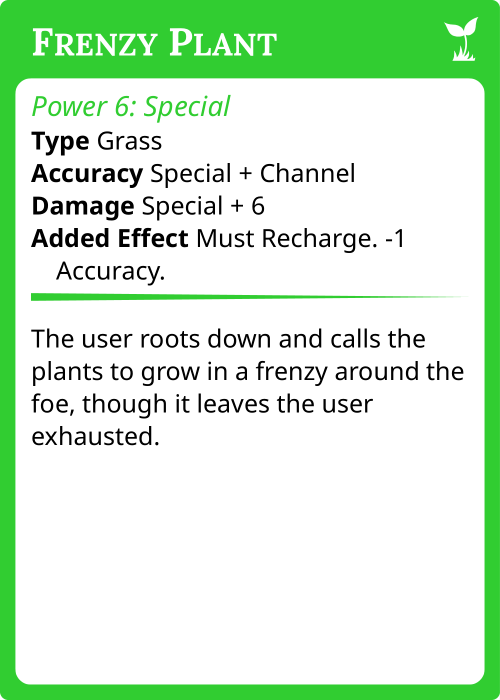 Frenzy Plant
Power 6: Special
Type Grass
Accuracy Special + Channel
Damage Special + 6
Added Effect Must Recharge. -1
Accuracy.
The user roots down and calls the
plants to grow in a frenzy around the
foe, though it leaves the user
exhausted.